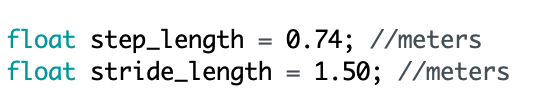 float step_length = 0.74; //meters
float stride_length = 1.50; //meters